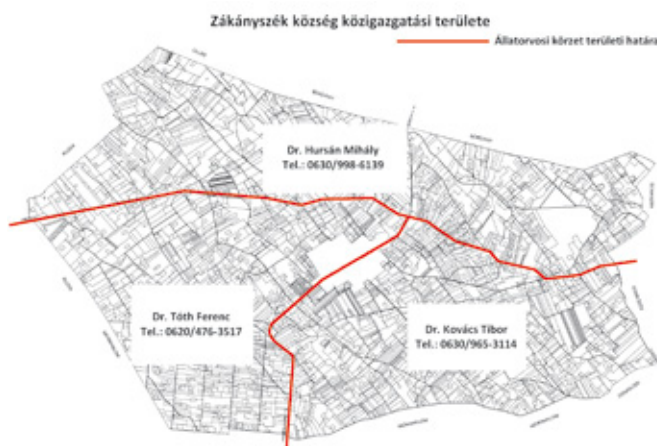 Zákányszék község közigazgatási területe
Állatorvosi körzet területi határa
Dr. Hursán Mihály
Tel.: 0630/998-6139
Dr. Tóth Ferenc
Tel.: 0620/476-3517
Dr. Kovács Tibor
Tel.: 0630/965-3114